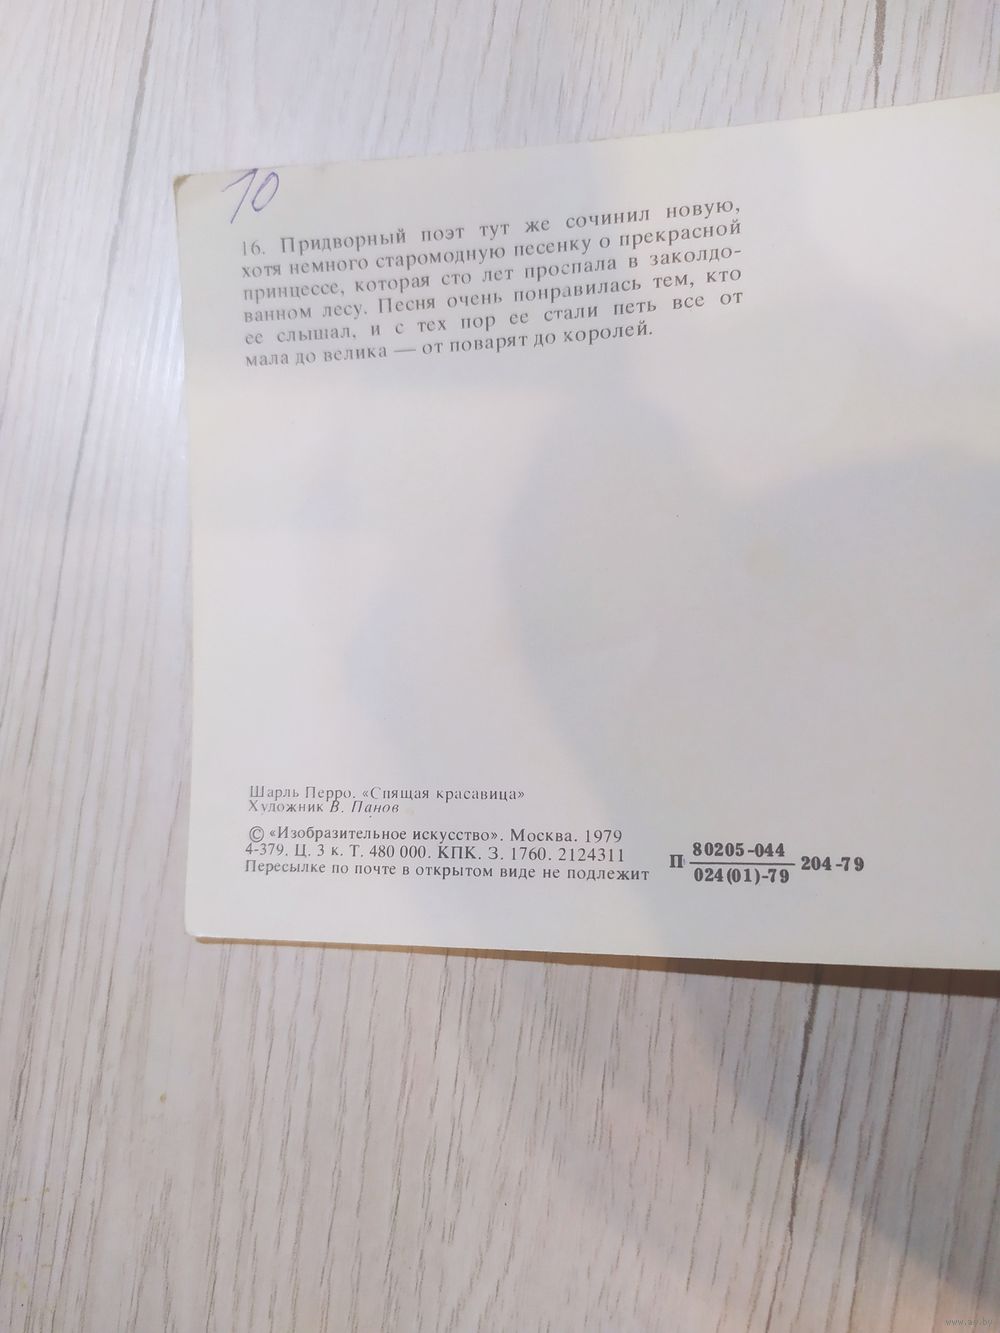 10
16. Придворный поэт тут же сочинил новую,
хотя немного старомодную песенку о прекрасной
принцессе, которая сто лет проспала в заколдо-
ванном лесу. Песня очень понравилась тем, кто
ее слышал, и с тех пор ее стали петь все от
мала до велика — от поварят до королей.
Шарль Перро. «Спящая красавица»
Художник В. Панов
© «Изобразительное искусство». Москва. 1979
4-379. Ц. 3 к. Т. 480 000. КПК. З. 1760. 2124311
Пересылке по почте в открытом виде не подлежит
80205-044
П 204-79
024(01)-79
www.ay.by